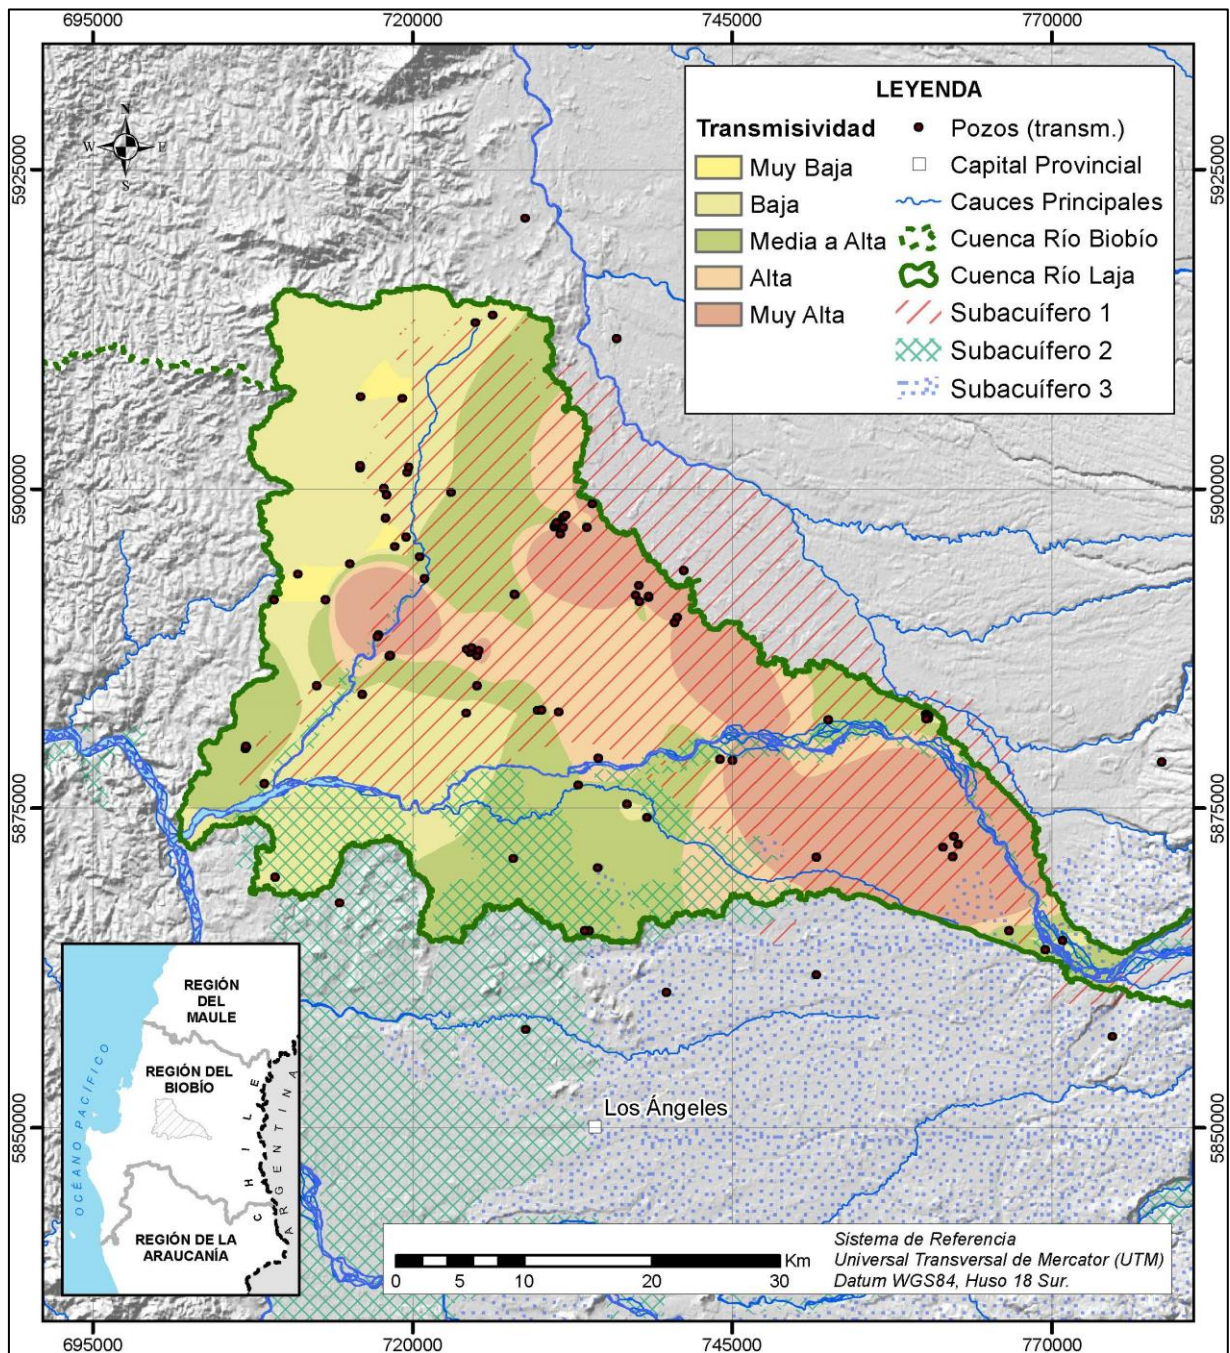 695000
720000
745000
770000
5925000
5925000
N
W
E
S
LEYENDA
Transmisividad
Muy Baja
Baja
Media a Alta
Alta
Muy Alta
Pozos (transm.)
Capital Provincial
Cauces Principales
Cuenca Río Biobío
Cuenca Río Laja
Subacuífero 1
Subacuífero 2
Subacuífero 3
5900000
5900000
5875000
5875000
5850000
5850000
Los Ángeles
REGIÓN
DEL
MAULE
REGIÓN DEL
BIOBÍO
REGIÓN DE LA
ARAUCANÍA
OCÉANO PACÍFICO
CHILE
ARGENTINA
Km
0
5
10
20
30
Sistema de Referencia
Universal Transversal de Mercator (UTM)
Datum WGS84, Huso 18 Sur.
695000
720000
745000
770000